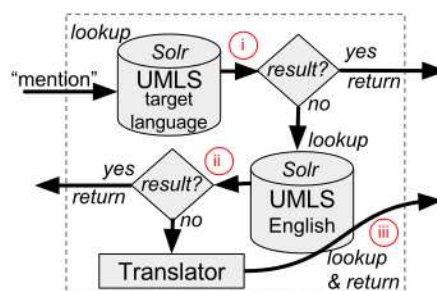 lookup
Solr
UMLS
target
language
i
result?
yes
return
"mention"
no
lookup
yes
return
result?
ii
Solr
UMLS
English
no
iii
Translator
lookup
& return